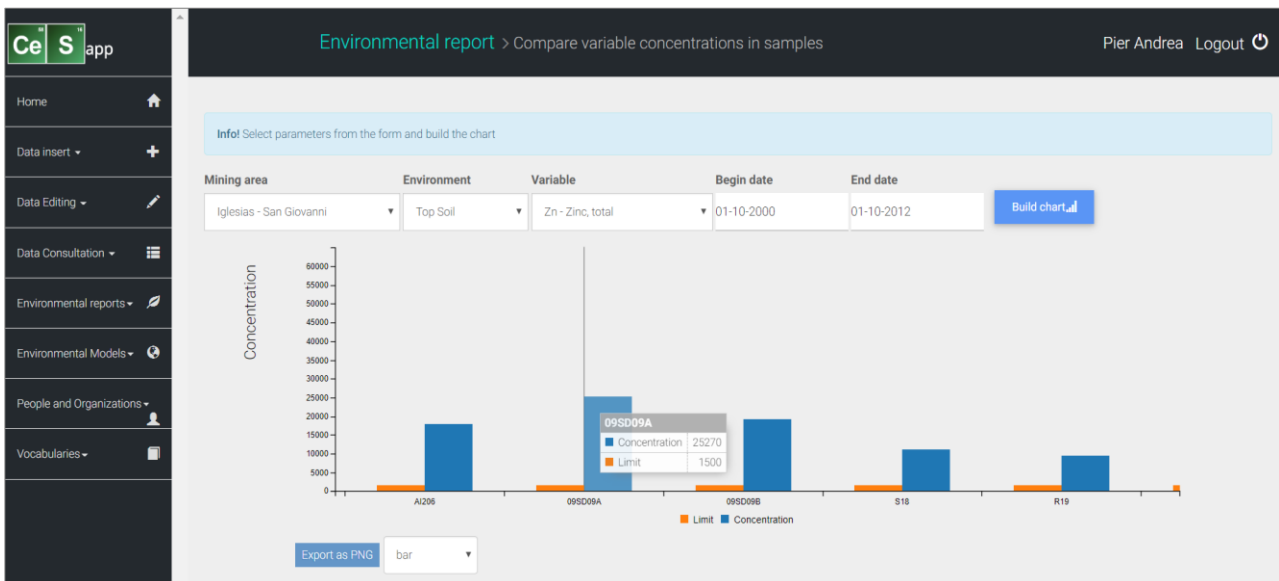 Ce S app
Environmental report > Compare variable concentrations in samples
Pier Andrea Logout
Home
Data insert
Data Editing
Data Consultation
Environmental reports
Environmental Models
People and Organizations
Vocabularies
Info! Select parameters from the form and build the chart
Mining area Environment Variable Begin date End date
Iglesias - San Giovanni Top Soil Zn - Zinc, total 01-10-2000 01-10-2012 Build chart
Concentration
60000
55000
50000
45000
40000
35000
30000
25000
20000
15000
10000
5000
0
09SD09A
Concentration 25270
Limit 1500
AI206 09SD09A 09SD09B S18 R19
Limit Concentration
Export as PNG bar